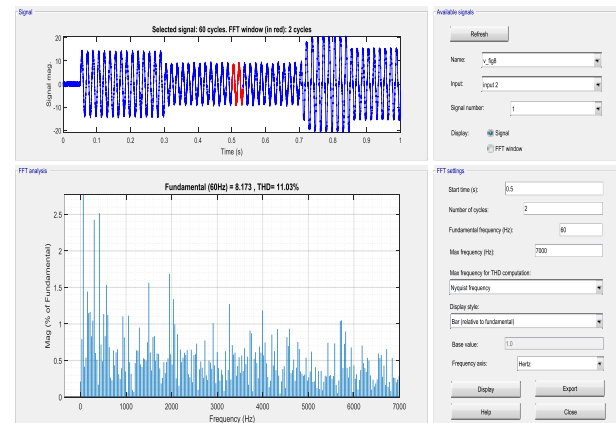 Signal
Selected signal: 60 cycles. FFT window (in red): 2 cycles
20
10
0
-10
-20
Signal mag.
0 0.1 0.2 0.3 0.4 0.5 0.6 0.7 0.8 0.9 1
Time (s)
FFT analysis
Fundamental (60Hz) = 8.173 , THD= 11.03%
2.5
2
1.5
1
0.5
0
Mag (% of Fundamental)
0 1000 2000 3000 4000 5000 6000 7000
Frequency (Hz)
Available signals
Refresh
Name: v_fig8
Input: input 2
Signal number: 1
Display: Signal
FFT window
FFT settings
Start time (s): 0.5
Number of cycles: 2
Fundamental frequency (Hz): 60
Max frequency (Hz): 7000
Max frequency for THD computation:
Nyquist frequency
Display style:
Bar (relative to fundamental)
Base value: 1.0
Frequency axis: Hertz
Display Export
Help Close